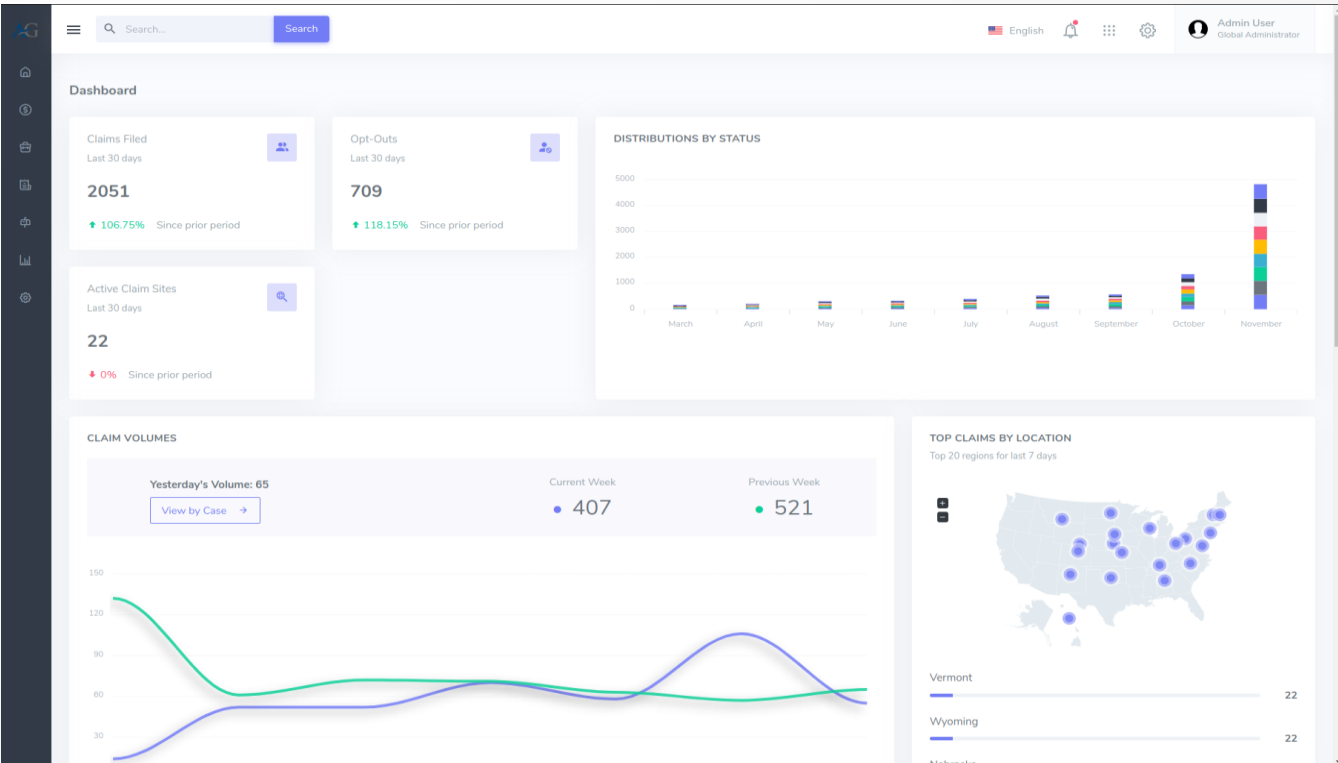 G
Search...
Search
English
Admin User
Global Administrator
Dashboard
Claims Filed
Last 30 days
2051
106.75% Since prior period
Opt-Outs
Last 30 days
709
118.15% Since prior period
Active Claim Sites
Last 30 days
22
0% Since prior period
DISTRIBUTIONS BY STATUS
5000
4000
3000
2000
1000
0
March April May June July August September October November
CLAIM VOLUMES
Yesterday's Volume: 65
View by Case
Current Week
407
Previous Week
521
150
120
90
60
30
TOP CLAIMS BY LOCATION
Top 20 regions for last 7 days
+
−
Vermont
22
Wyoming
22
Nebraska